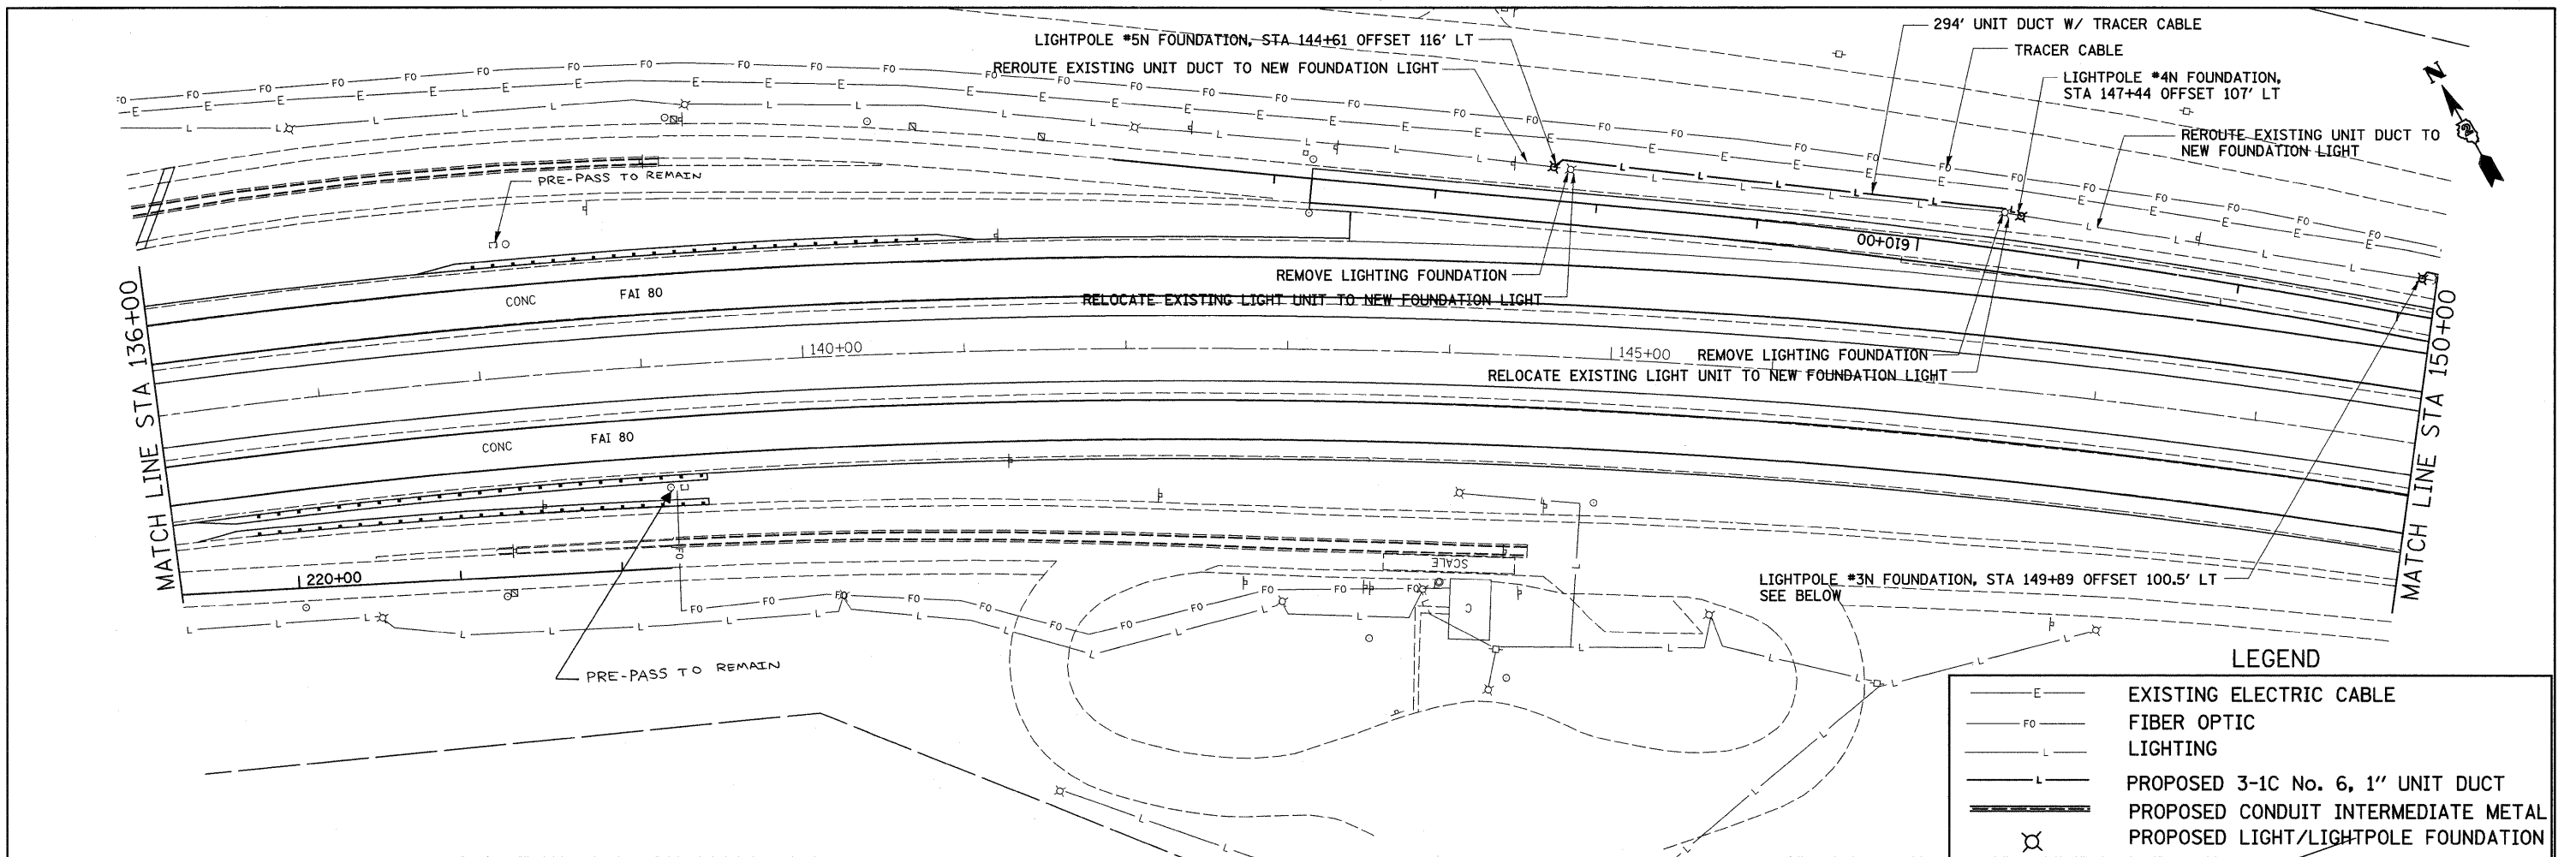 294' UNIT DUCT W/ TRACER CABLE
LIGHTPOLE #5N FOUNDATION, STA 144+61 OFFSET 116' LT
TRACER CABLE
REROUTE EXISTING UNIT DUCT TO NEW FOUNDATION LIGHT
LIGHTPOLE #4N FOUNDATION,
STA 147+44 OFFSET 107' LT
N
REROUTE EXISTING UNIT DUCT TO
NEW FOUNDATION LIGHT
PRE-PASS TO REMAIN
1610+00
REMOVE LIGHTING FOUNDATION
RELOCATE EXISTING LIGHT UNIT TO NEW FOUNDATION LIGHT
CONC FAI 80
140+00
145+00
REMOVE LIGHTING FOUNDATION
RELOCATE EXISTING LIGHT UNIT TO NEW FOUNDATION LIGHT
MATCH LINE STA 136+00
MATCH LINE STA 150+00
CONC FAI 80
SCALE
220+00
C
LIGHTPOLE #3N FOUNDATION, STA 149+89 OFFSET 100.5' LT
SEE BELOW
PRE-PASS TO REMAIN
LEGEND
E EXISTING ELECTRIC CABLE
FO FIBER OPTIC
L LIGHTING
L PROPOSED 3-1C No. 6, 1" UNIT DUCT
PROPOSED CONDUIT INTERMEDIATE METAL
PROPOSED LIGHT/LIGHTPOLE FOUNDATION